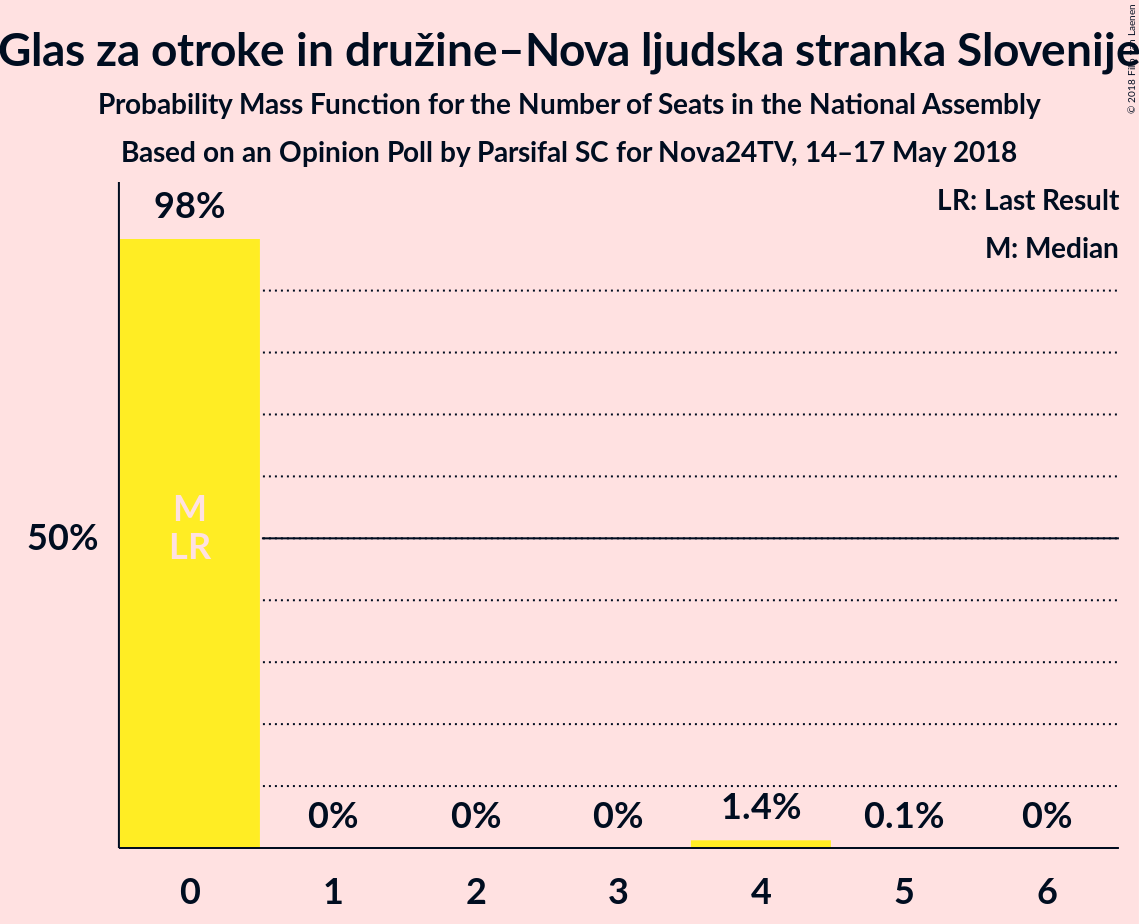 Glas za otroke in družine–Nova ljudska stranka Slovenije
Probability Mass Function for the Number of Seats in the National Assembly
Based on an Opinion Poll by Parsifal SC for Nova24TV, 14–17 May 2018
LR: Last Result
M: Median
98%
M
LR
50%
0%
0%
0%
1.4%
0.1%
0%
0
1
2
3
4
5
6
© 2018 Filip Laenen